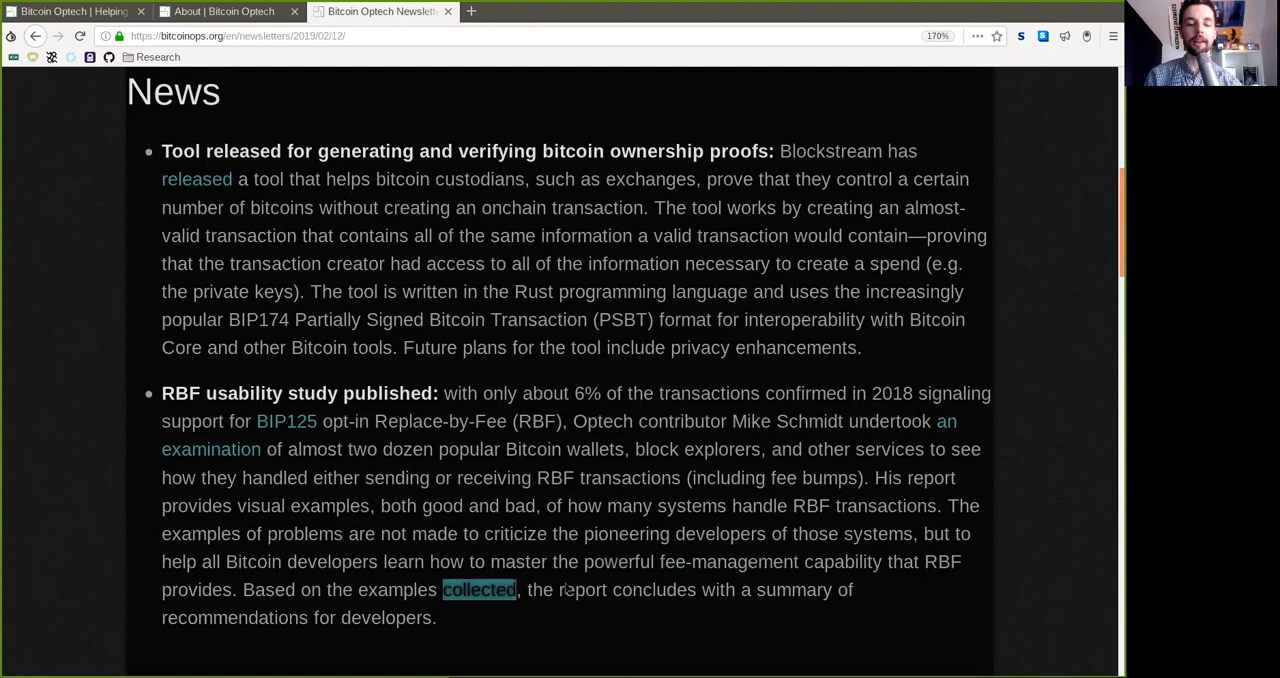 Bitcoin Optech | Helping
About | Bitcoin Optech
Bitcoin Optech Newslette
https://bitcoinops.org/en/newsletters/2019/02/12/
170%
Research
News
Tool released for generating and verifying bitcoin ownership proofs: Blockstream has
released a tool that helps bitcoin custodians, such as exchanges, prove that they control a certain
number of bitcoins without creating an onchain transaction. The tool works by creating an almost-
valid transaction that contains all of the same information a valid transaction would contain—proving
that the transaction creator had access to all of the information necessary to create a spend (e.g.
the private keys). The tool is written in the Rust programming language and uses the increasingly
popular BIP174 Partially Signed Bitcoin Transaction (PSBT) format for interoperability with Bitcoin
Core and other Bitcoin tools. Future plans for the tool include privacy enhancements.
RBF usability study published: with only about 6% of the transactions confirmed in 2018 signaling
support for BIP125 opt-in Replace-by-Fee (RBF), Optech contributor Mike Schmidt undertook an
examination of almost two dozen popular Bitcoin wallets, block explorers, and other services to see
how they handled either sending or receiving RBF transactions (including fee bumps). His report
provides visual examples, both good and bad, of how many systems handle RBF transactions. The
examples of problems are not made to criticize the pioneering developers of those systems, but to
help all Bitcoin developers learn how to master the powerful fee-management capability that RBF
provides. Based on the examples collected, the report concludes with a summary of
recommendations for developers.